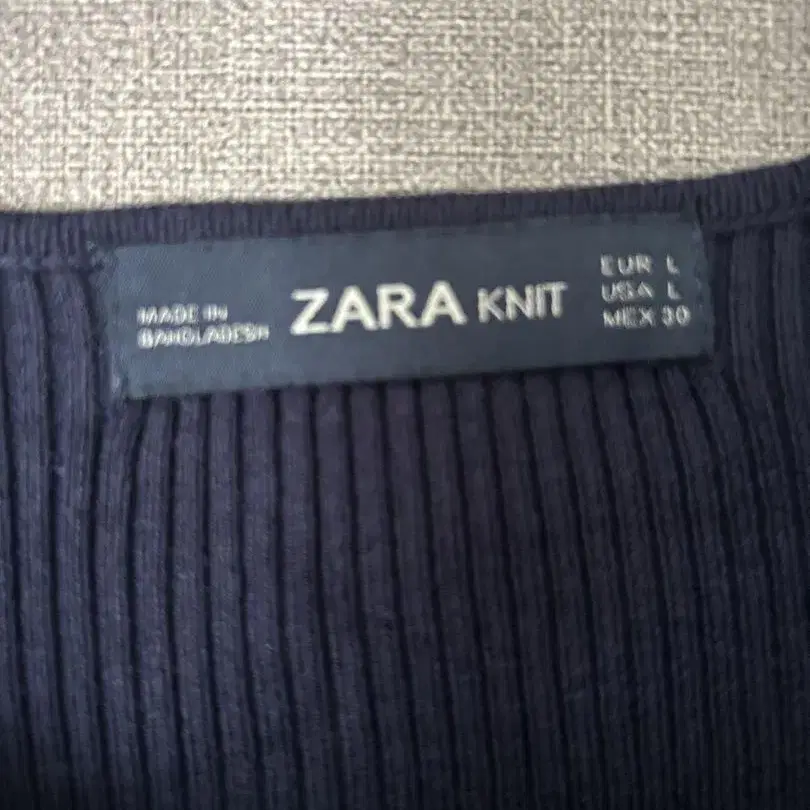 MADE IN
BANGLADESH
ZARA KNIT
EUR L
USA L
MEX 30